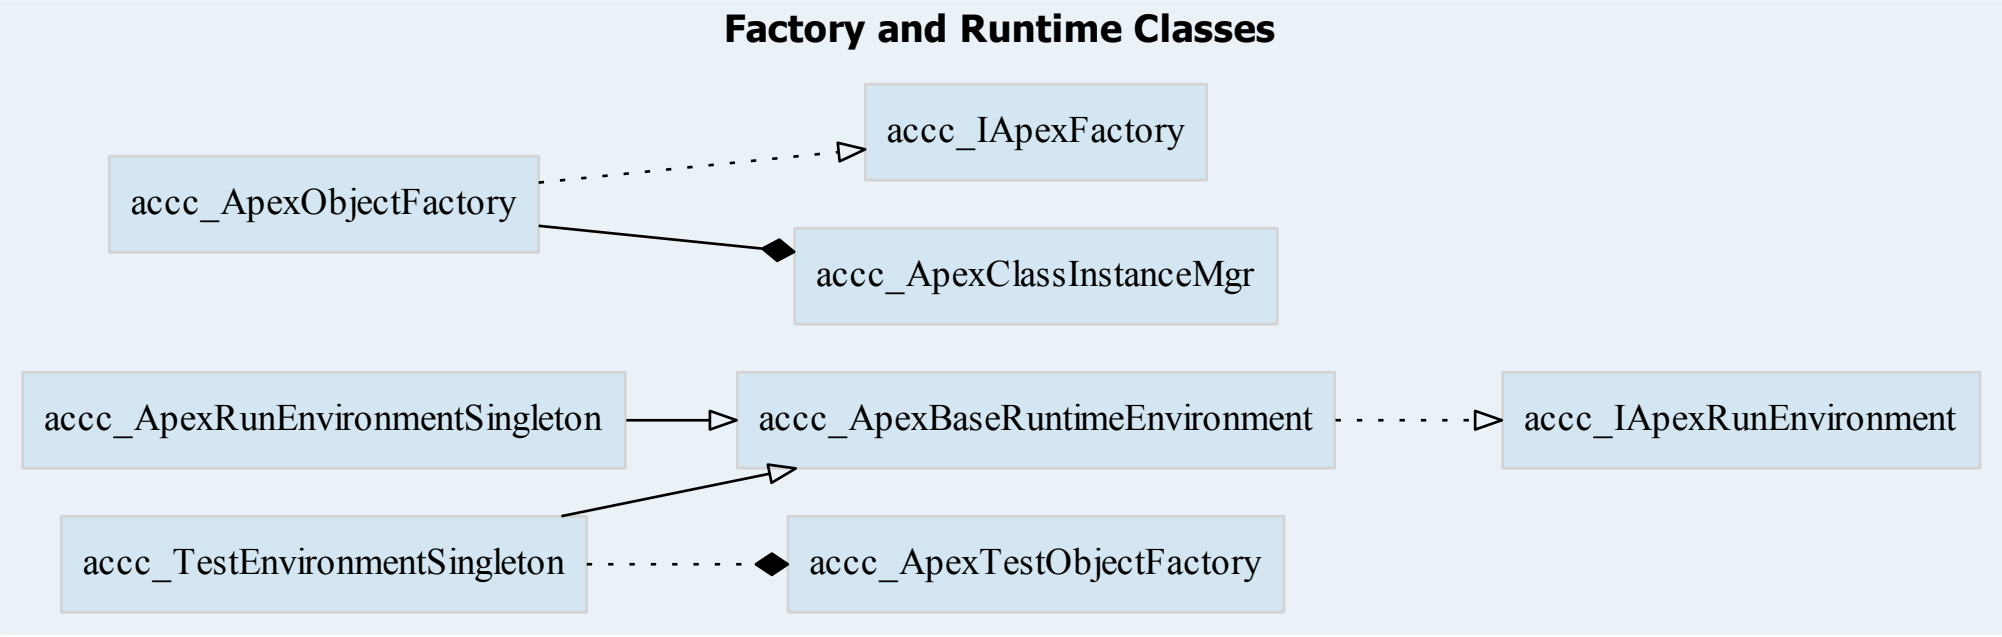 Factory and Runtime Classes
accc_IApexFactory
accc_ApexObjectFactory
accc_ApexClassInstanceMgr
accc_ApexRunEnvironmentSingleton
accc_ApexBaseRuntimeEnvironment
accc_IApexRunEnvironment
accc_TestEnvironmentSingleton
accc_ApexTestObjectFactory